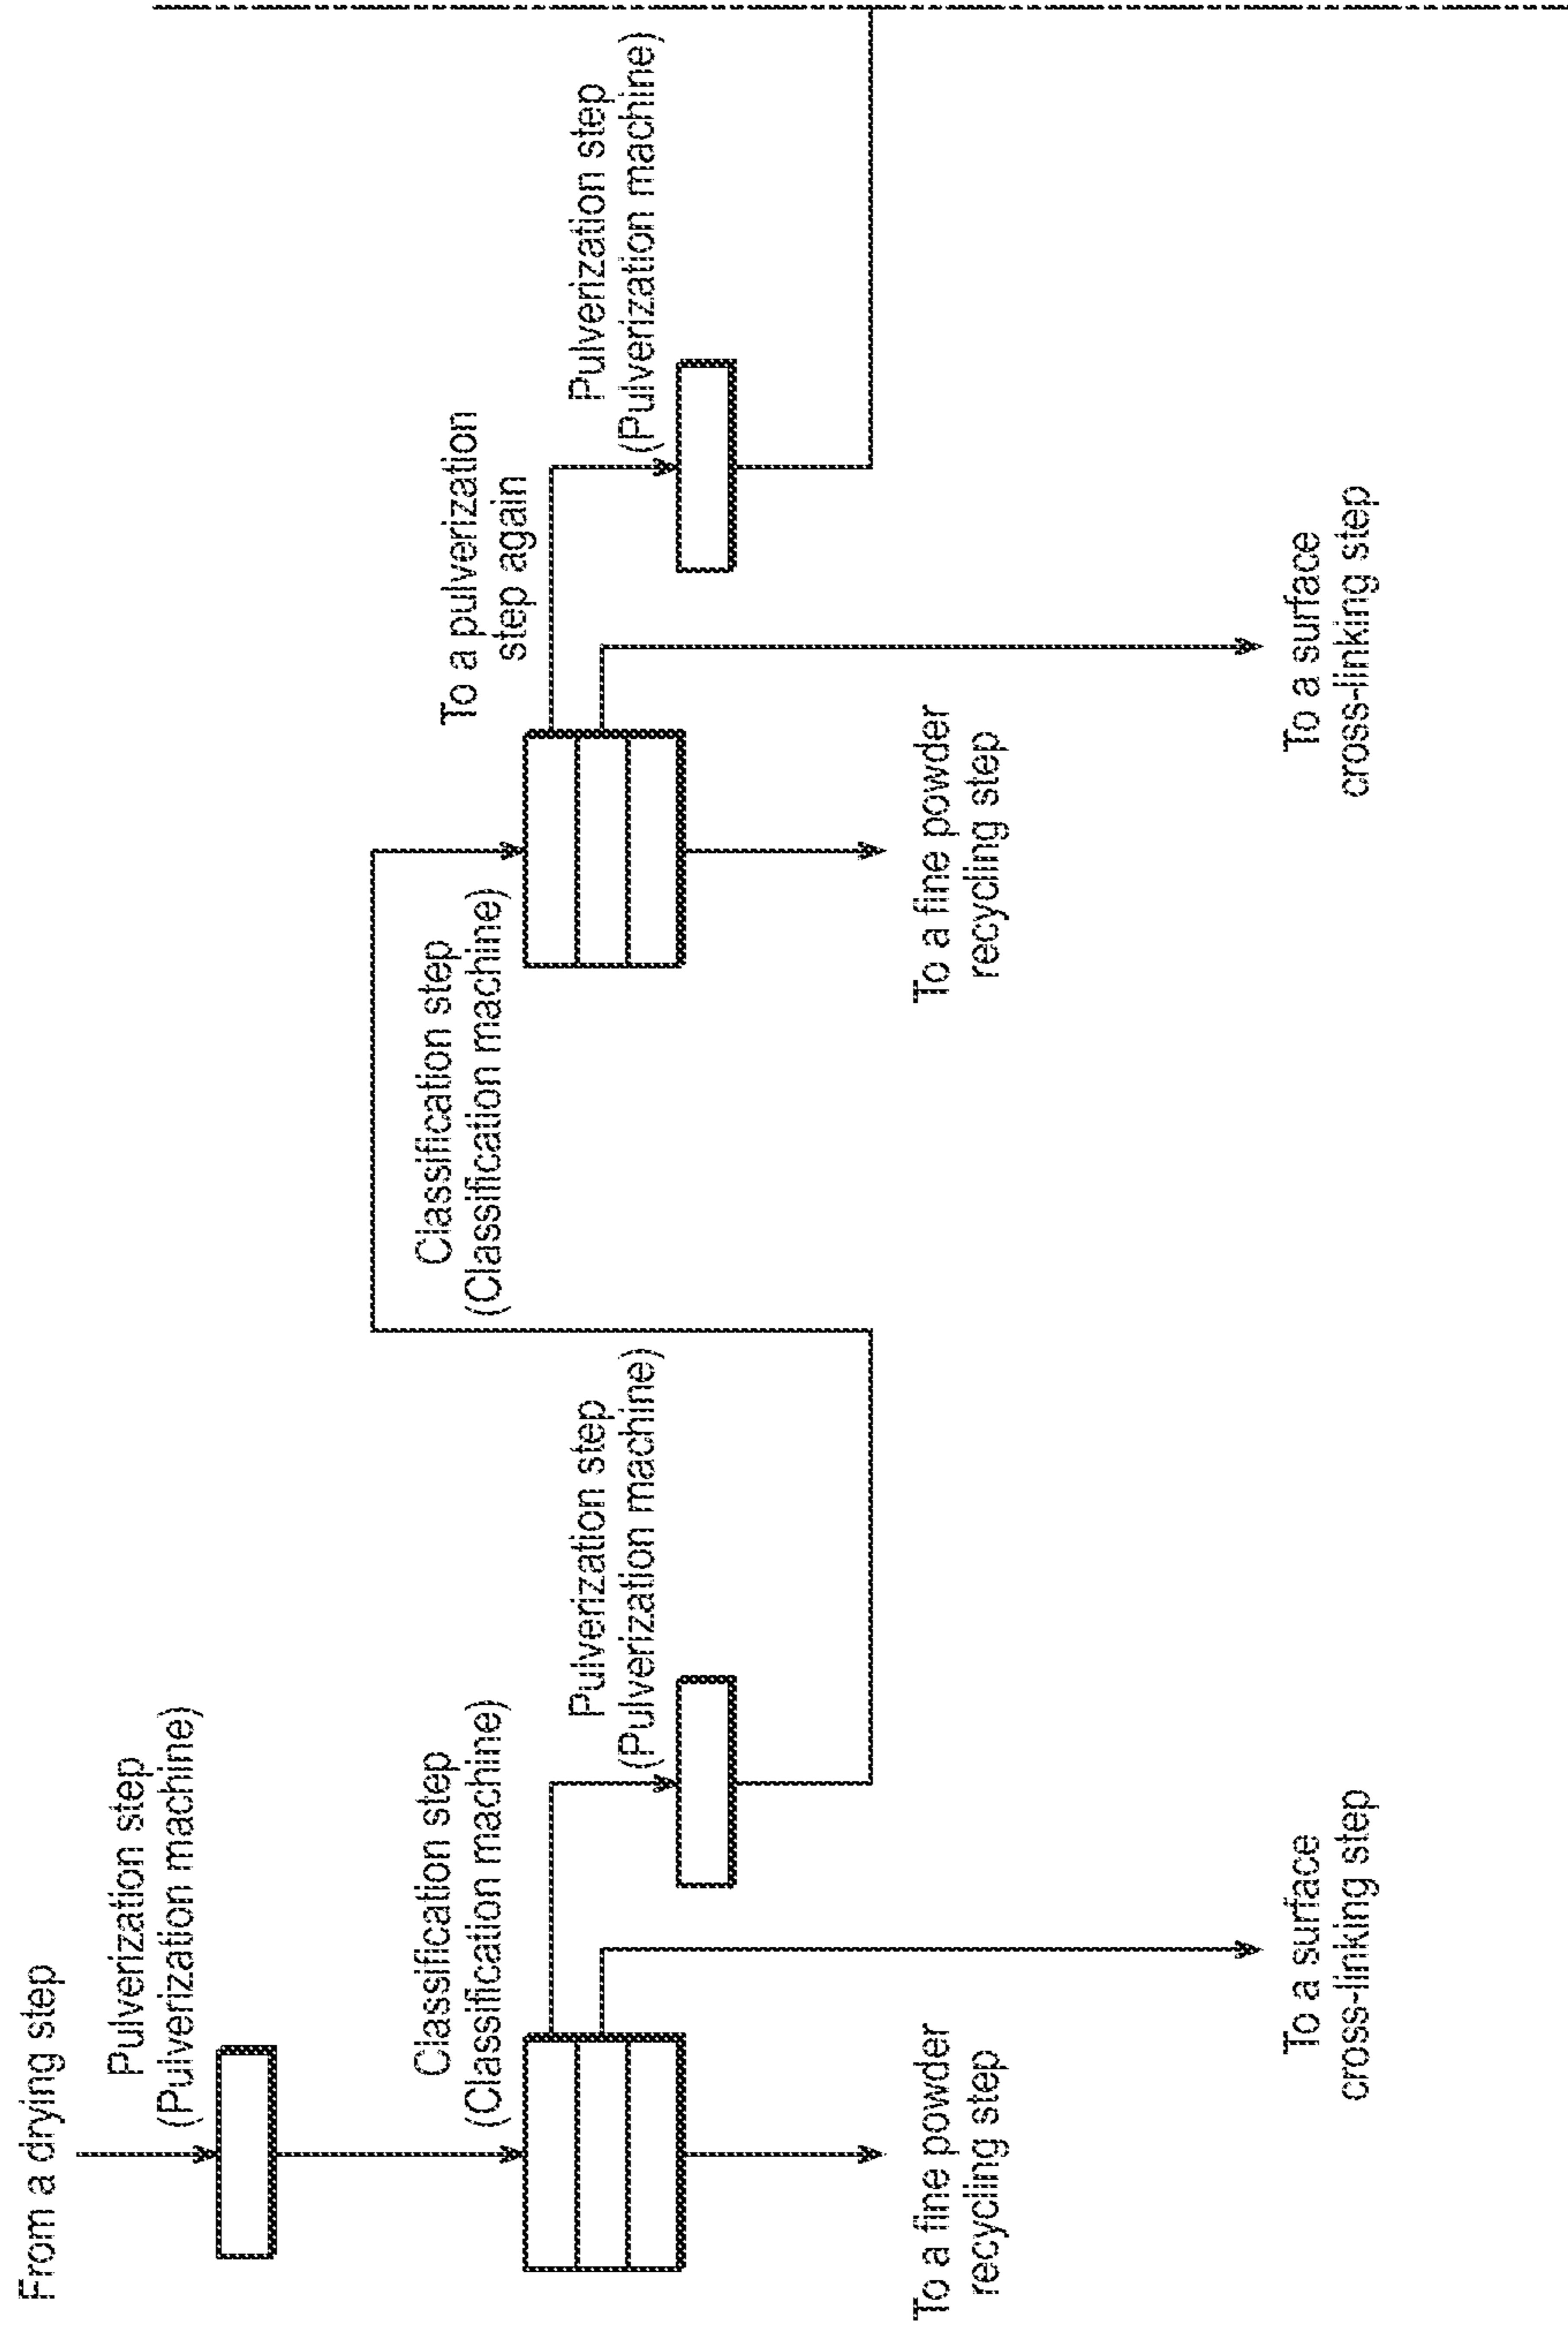 From a drying step
Pulverization step
(Pulverization machine)
Classification step
(Classification machine)
Pulverization step
(Pulverization machine)
To a fine powder
recycling step
To a surface
cross-linking step
Classification step
(Classification machine)
To a pulverization
step again
Pulverization step
(Pulverization machine)
To a fine powder
recycling step
To a surface
cross-linking step